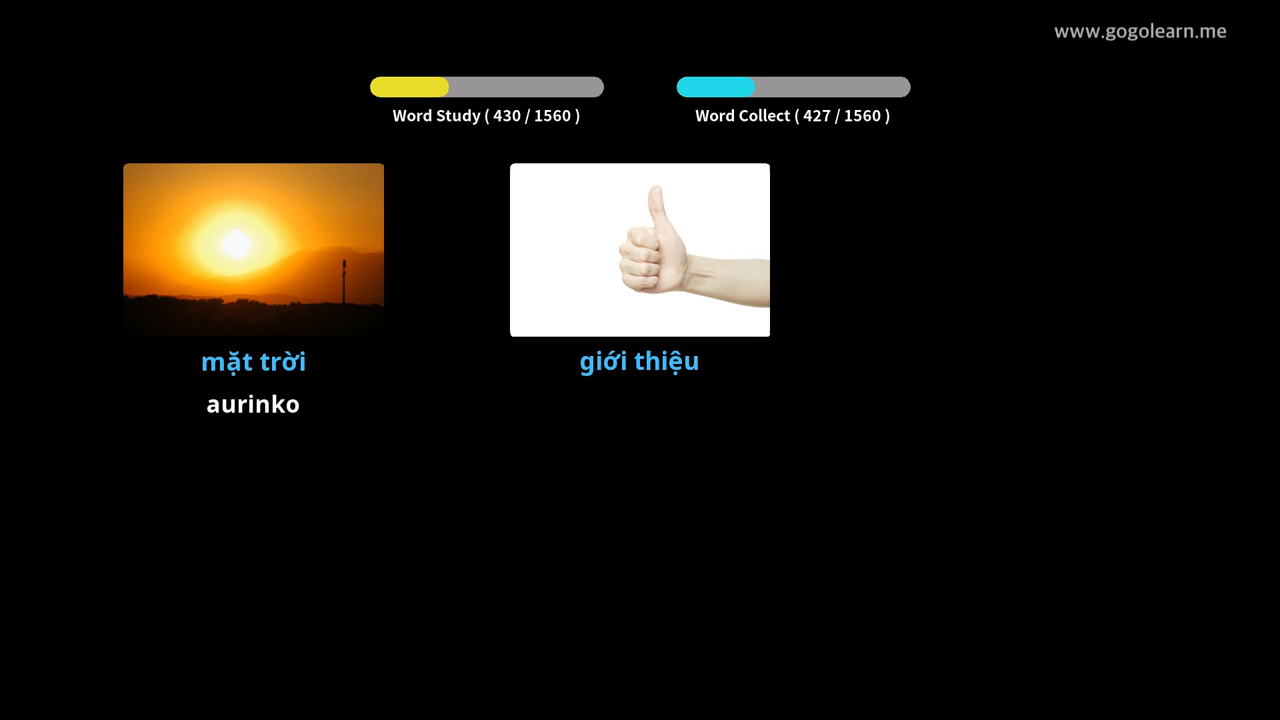 www.gogolearn.me
Word Study ( 430 / 1560 )
Word Collect ( 427 / 1560 )
mặt trời
giới thiệu
aurinko